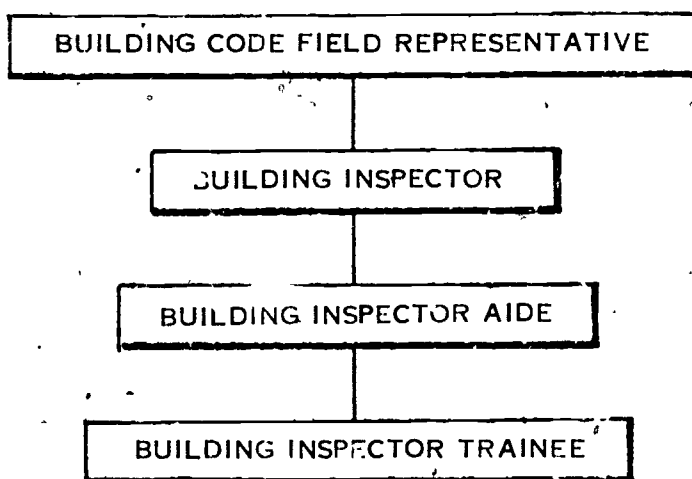 BUILDING CODE FIELD REPRESENTATIVE
BUILDING INSPECTOR
BUILDING INSPECTOR AIDE
BUILDING INSPECTOR TRAINEE